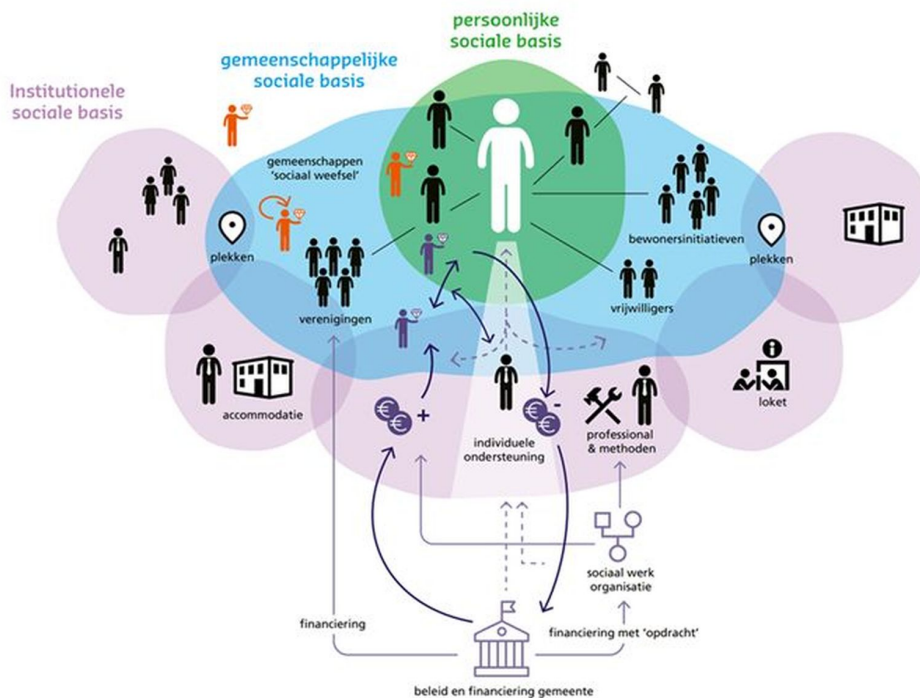 persoonlijke
sociale basis
gemeenschappelijke
sociale basis
Institutionele
sociale basis
gemeenschappen
'sociaal weefsel'
plekken
verenigingen
bewonersinitiatieven
plekken
vrijwilligers
accommodatie
€€ +
individuele
ondersteuning
€€ -
professional
& methoden
i
loket
sociaal werk
organisatie
financiering
financiering met 'opdracht'
beleid en financiering gemeente